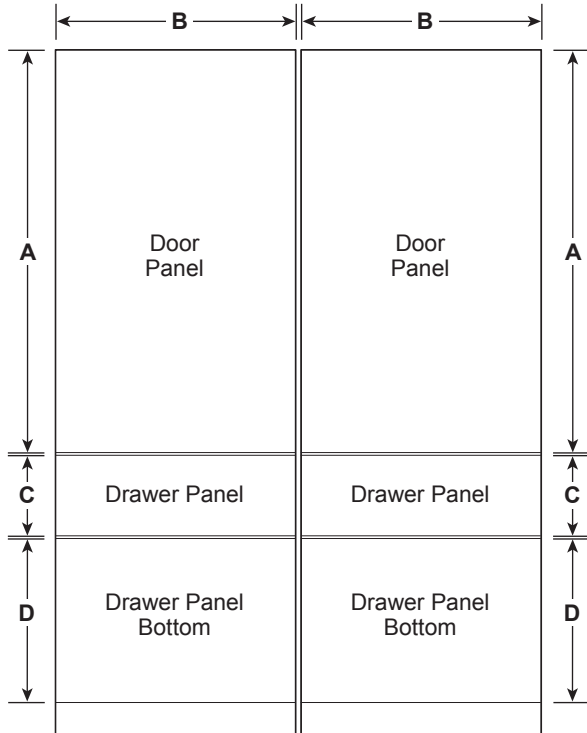 B B
Door Door
Panel Panel
A A
C Drawer Panel Drawer Panel C
Drawer Panel Drawer Panel
D Bottom Bottom D